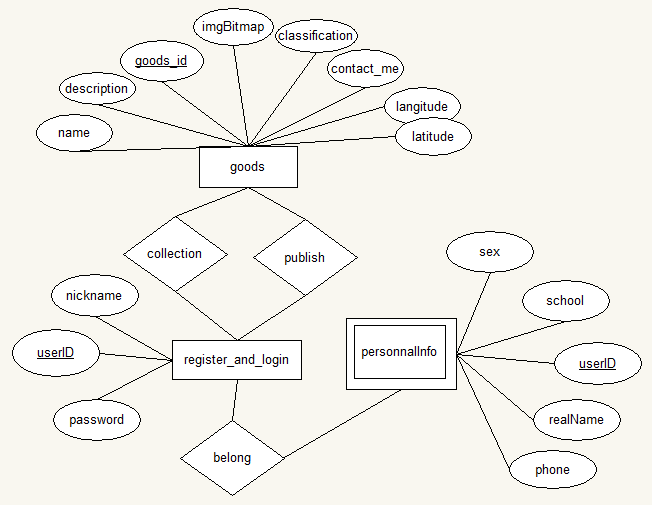 imgBitmap
classification
goods_id
contact_me
description
langitude
name
latitude
goods
collection
publish
sex
nickname
school
userID
register_and_login
personnalInfo
userID
password
realName
belong
phone